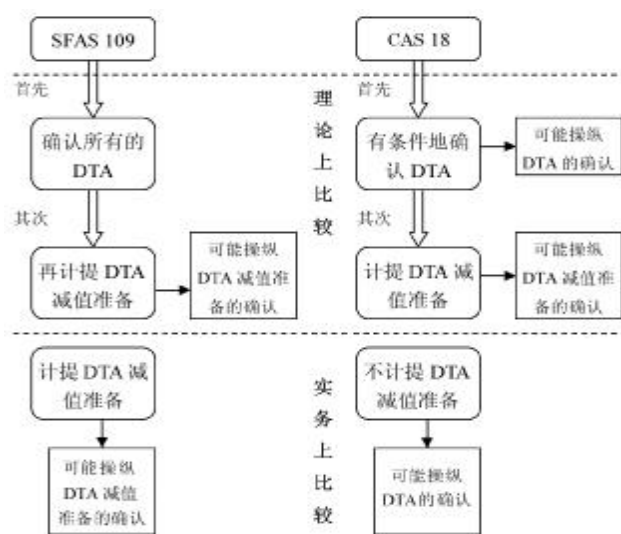 SFAS 109
CAS 18
首先
首先
确认所有的
DTA
有条件地确
认 DTA
可能操纵
DTA 的确认
理论上比较
其次
其次
再计提 DTA
减值准备
可能操纵
DTA 减值准
备的确认
计提 DTA 减
值准备
可能操纵
DTA 减值准
备的确认
计提 DTA 减
值准备
不计提 DTA
减值准备
实务上比较
可能操纵
DTA 减值
准备的确认
可能操纵
DTA的确认